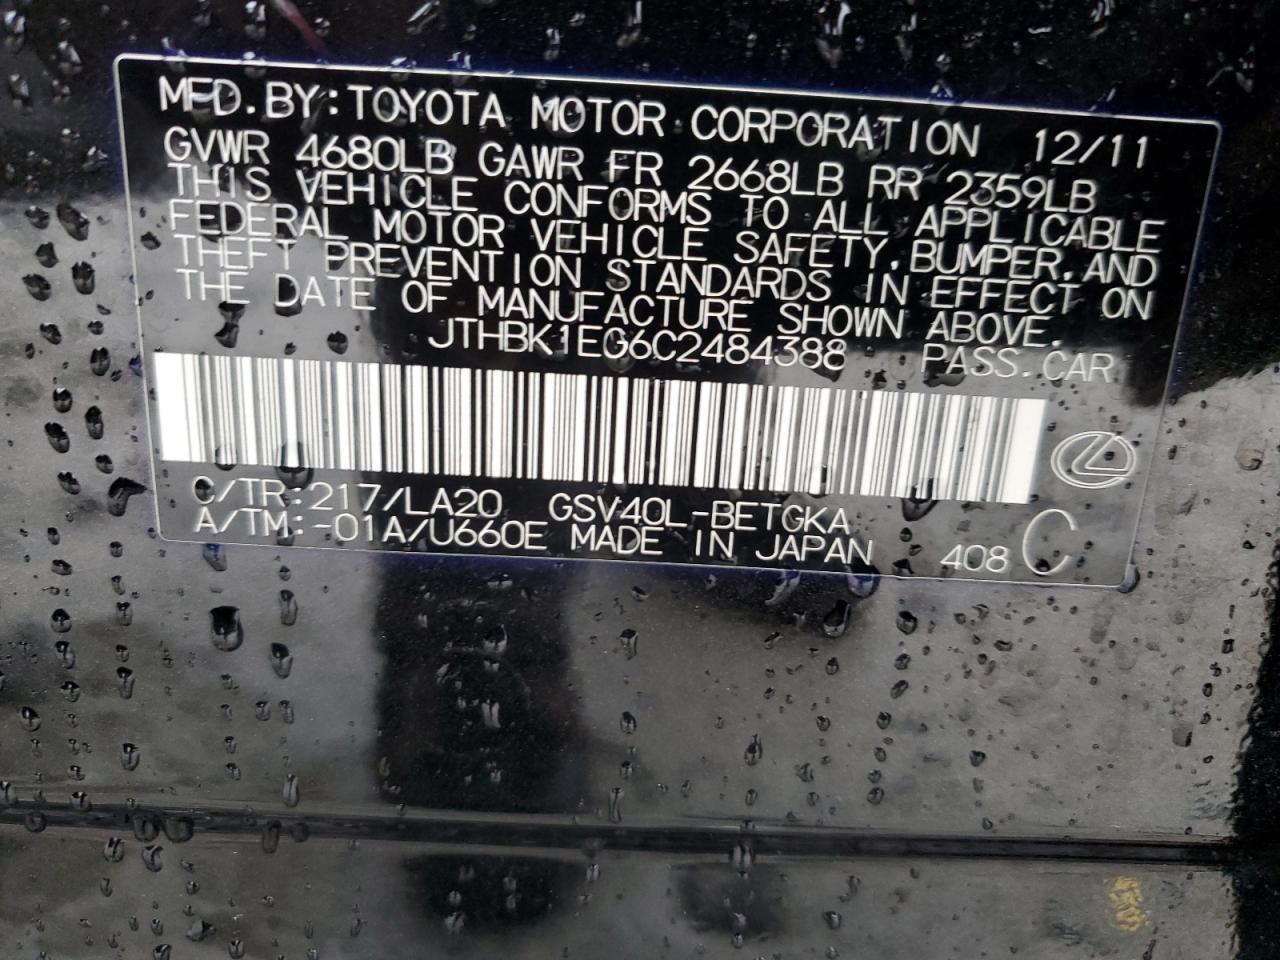 MFD.BY:TOYOTA MOTOR CORPORATION 12/11
GVWR 4680LB GAWR FR 2668LB RR 2359LB
THIS VEHICLE CONFORMS TO ALL APPLICABLE
FEDERAL MOTOR VEHICLE SAFETY,BUMPER,AND
THEFT PREVENTION STANDARDS IN EFFECT ON
THE DATE OF MANUFACTURE SHOWN ABOVE.
JTHBK1EG6C2484388 PASS.CAR
C/TR:217/LA20 GSV40L-BETGKA
A/TM:-01A/U660E MADE IN JAPAN 408 C